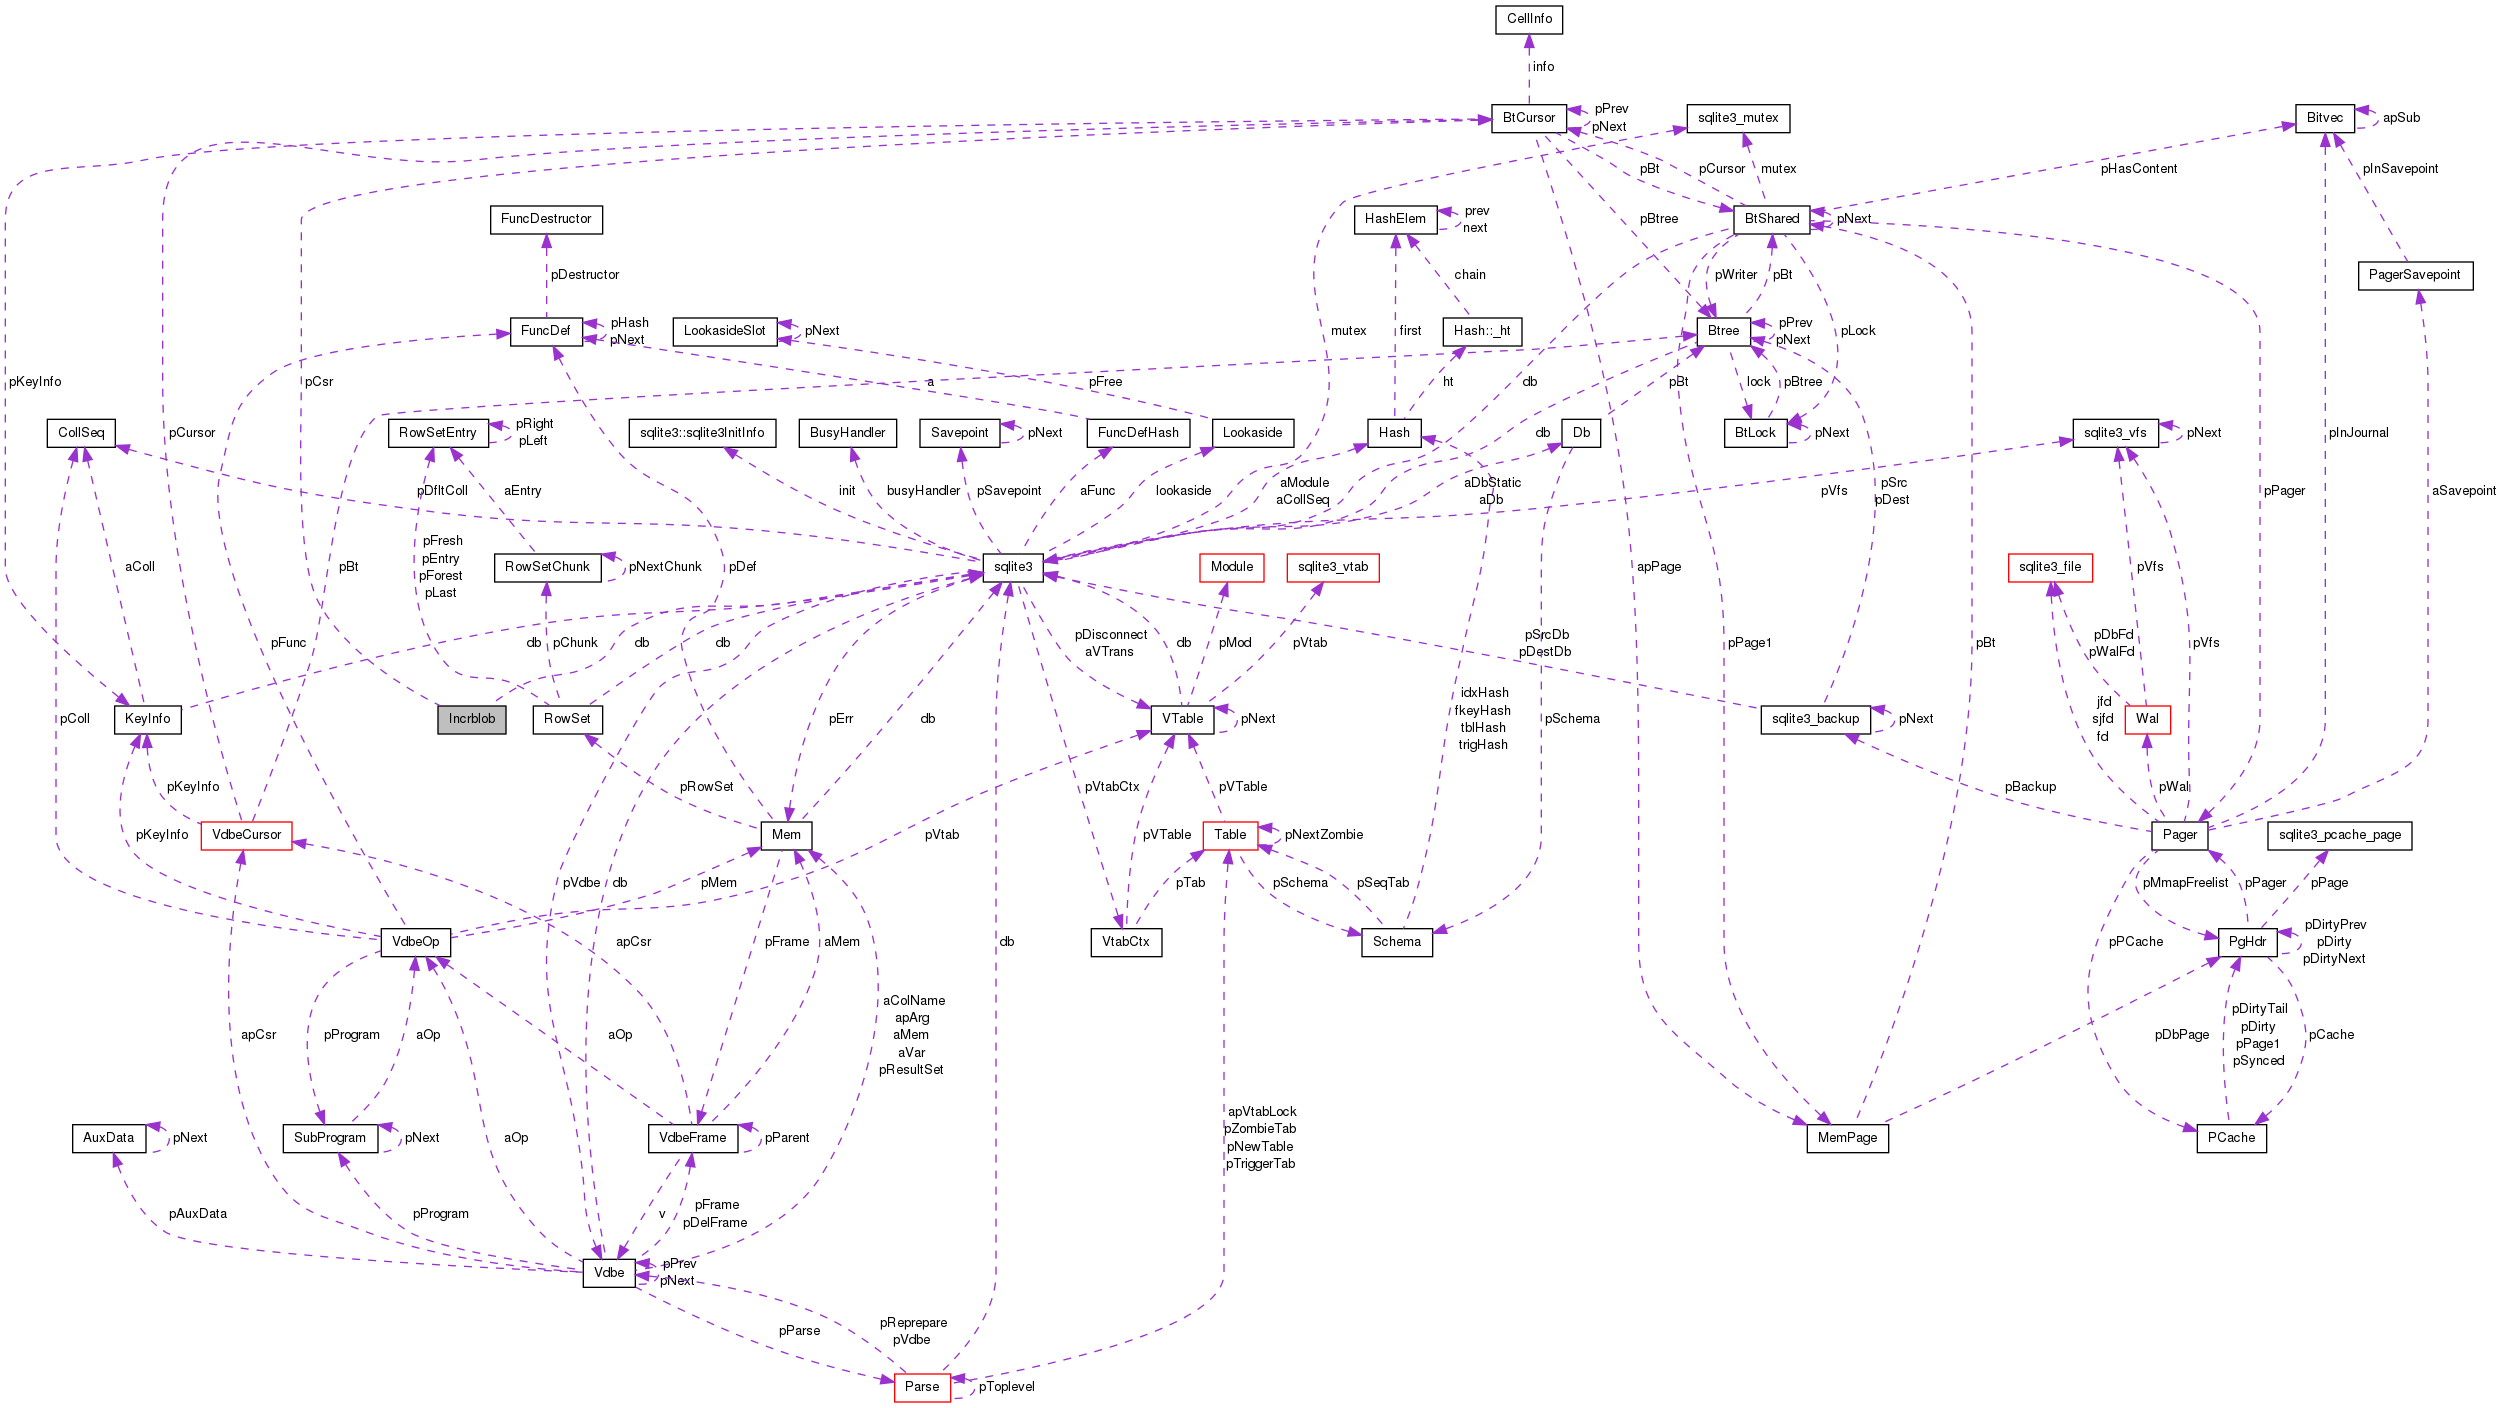 CellInfo
info
BtCursor
pPrev
pNext
sqlite3_mutex
Bitvec
apSub
pBt
pCursor
mutex
pHasContent
pInSavepoint
FuncDestructor
HashElem
prev
next
pBtree
BtShared
pNext
pDestructor
chain
pWriter
pBt
PagerSavepoint
FuncDef
pHash
pNext
LookasideSlot
pNext
mutex
first
Hash::_ht
Btree
pPrev
pNext
pLock
pKeyInfo
pCsr
a
pFree
ht
db
pBt
lock
pBtree
CollSeq
pCursor
RowSetEntry
pRight
pLeft
sqlite3::sqlite3InitInfo
BusyHandler
Savepoint
pNext
FuncDefHash
Lookaside
Hash
db
Db
BtLock
pNext
sqlite3_vfs
pNext
pInJournal
pDfltColl
aEntry
init
busyHandler
pSavepoint
aFunc
lookaside
aModule
aCollSeq
aDbStatic
aDb
pVfs
pSrc
pDest
pPager
aSavepoint
aColl
pBt
pFresh
pEntry
pForest
pLast
RowSetChunk
pNextChunk
pDef
sqlite3
Module
sqlite3_vtab
apPage
sqlite3_file
pVfs
pFunc
db
pChunk
db
db
pDisconnect
aVTrans
db
pMod
pVtab
pSrcDb
pDestDb
pPage1
pBt
pDbFd
pWalFd
pVfs
pColl
KeyInfo
Incrblob
RowSet
pErr
db
VTable
pNext
idxHash
fkeyHash
tblHash
trigHash
pSchema
sqlite3_backup
pNext
jfd
sjfd
fd
Wal
pKeyInfo
pRowSet
pVtabCtx
pVTable
pBackup
pWal
pKeyInfo
VdbeCursor
Mem
pVtab
pVTable
Table
pNextZombie
Pager
sqlite3_pcache_page
pVdbe
db
pMem
pTab
pSchema
pSeqTab
pMmapFreelist
pPager
pPage
VdbeOp
apCsr
pFrame
aMem
db
VtabCtx
Schema
pPCache
PgHdr
pDirtyPrev
pDirty
pDirtyNext
apCsr
pProgram
aOp
aOp
aColName
apArg
aMem
aVar
pResultSet
pDbPage
pDirtyTail
pDirty
pPage1
pSynced
pCache
AuxData
pNext
SubProgram
pNext
aOp
VdbeFrame
pParent
apVtabLock
pZombieTab
pNewTable
pTriggerTab
MemPage
PCache
pAuxData
pProgram
v
pFrame
pDelFrame
Vdbe
pPrev
pNext
pParse
pReprepare
pVdbe
Parse
pToplevel